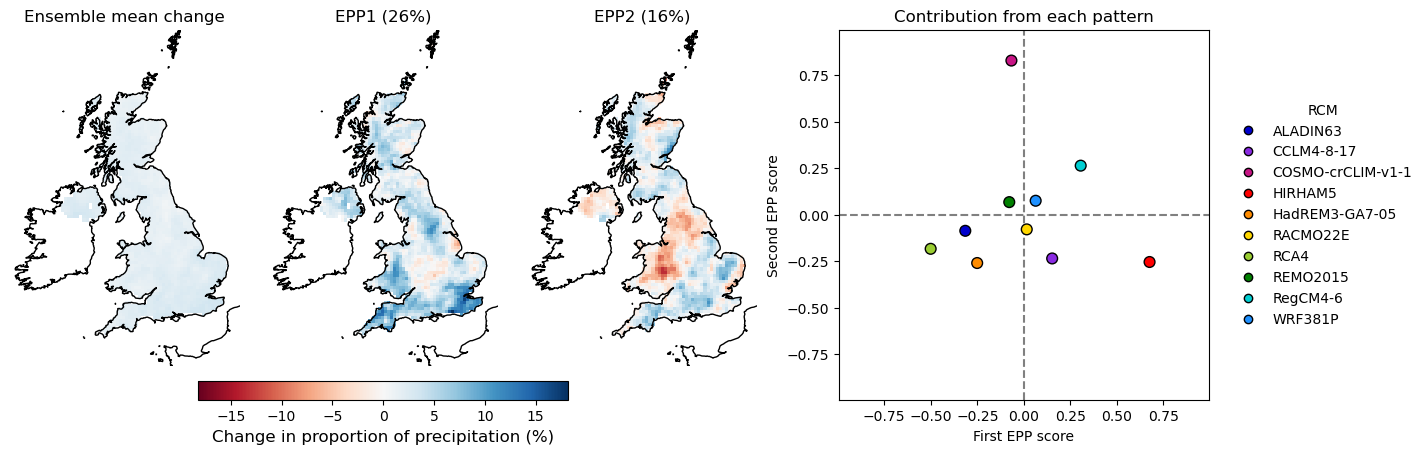 Ensemble mean change
EPP1 (26%)
EPP2 (16%)
−15 −10 −5 0 5 10 15
Change in proportion of precipitation (%)
Contribution from each pattern
Second EPP score
0.75
0.50
0.25
0.00
−0.25
−0.50
−0.75
−0.75 −0.50 −0.25 0.00 0.25 0.50 0.75
First EPP score
RCM
ALADIN63
CCLM4-8-17
COSMO-crCLIM-v1-1
HIRHAM5
HadREM3-GA7-05
RACMO22E
RCA4
REMO2015
RegCM4-6
WRF381P